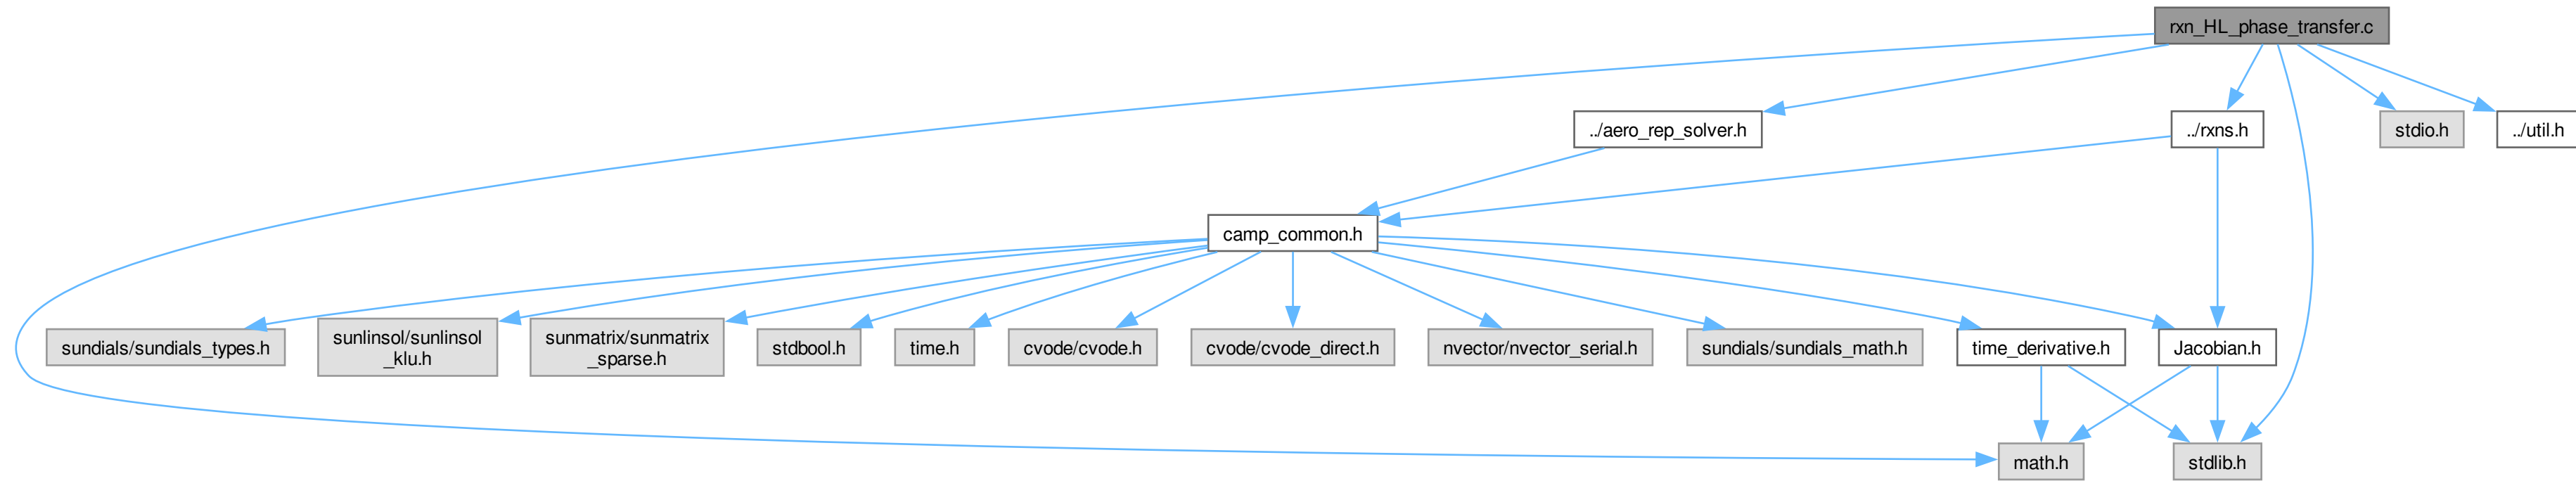 rxn_HL_phase_transfer.c
../aero_rep_solver.h
../rxns.h
stdio.h
../util.h
camp_common.h
sundials/sundials_types.h
sunlinsol/sunlinsol
_klu.h
sunmatrix/sunmatrix
_sparse.h
stdbool.h
time.h
cvode/cvode.h
cvode/cvode_direct.h
nvector/nvector_serial.h
sundials/sundials_math.h
time_derivative.h
Jacobian.h
math.h
stdlib.h